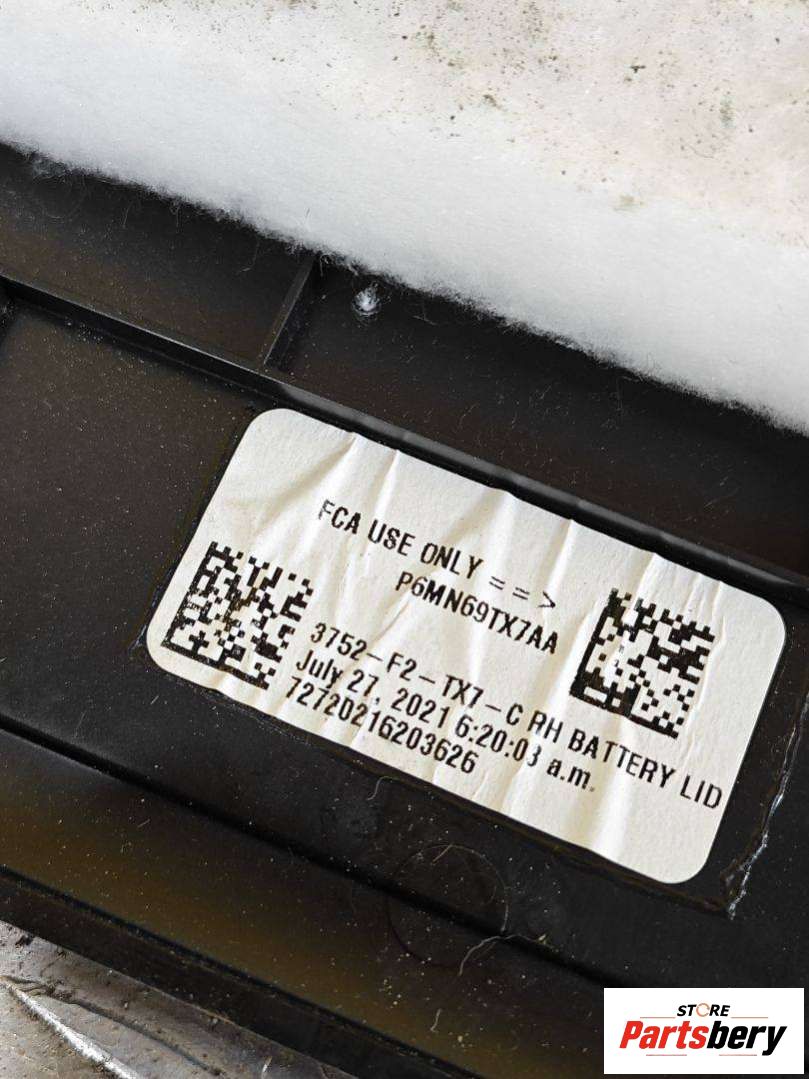 FCA USE ONLY ==>
P6MN69TX7AA
3752-F2-TX7-C RH BATTERY LID
July 27, 2021 6:20:03 a.m.
72720216203626
STORE
Partsbery